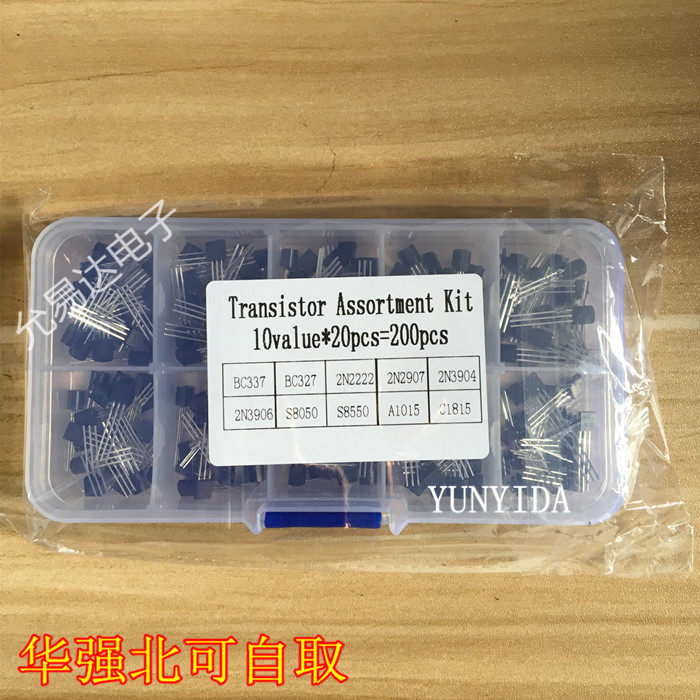 允易达电子
Transistor Assortment Kit
10value*20pcs=200pcs
BC337 BC327 2N2222 2N2907 2N3904
2N3906 S8050 S8550 A1015 C1815
YUNYIDA
华强北可自取